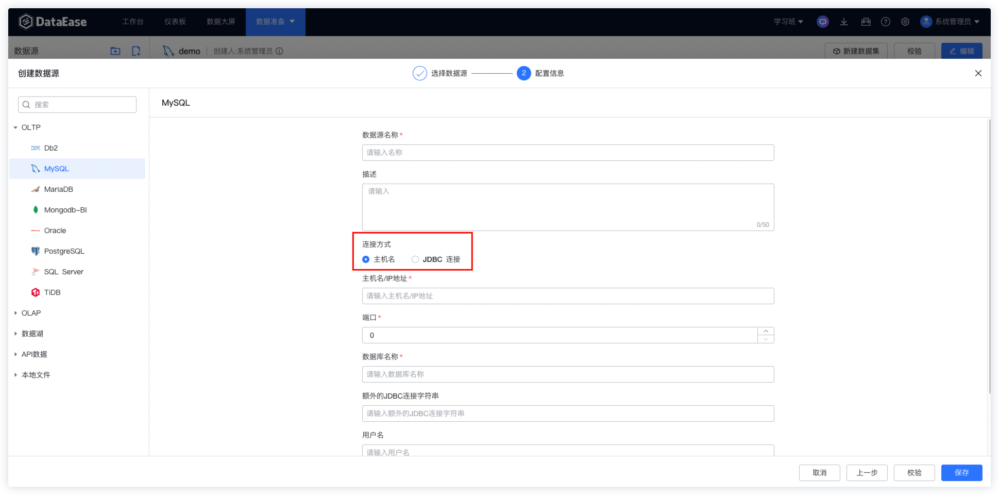 DataEase 工作台 仪表板 数据大屏 数据准备 学习班 系统管理员
数据源 demo 创建人:系统管理员 新建数据集 校验 编辑
创建数据源 选择数据源 2 配置信息
搜索
OLTP
IBM Db2
MySQL
MariaDB
Mongodb-BI
Oracle
PostgreSQL
SQL Server
TiDB
OLAP
数据湖
API数据
本地文件
MySQL
数据源名称*
请输入名称
描述
请输入
0/50
连接方式
主机名 JDBC 连接
主机名/IP地址*
请输入主机名/IP地址
端口*
0
数据库名称*
请输入数据库名称
额外的JDBC连接字符串
请输入额外的JDBC连接字符串
用户名
请输入用户名
取消 上一步 校验 保存